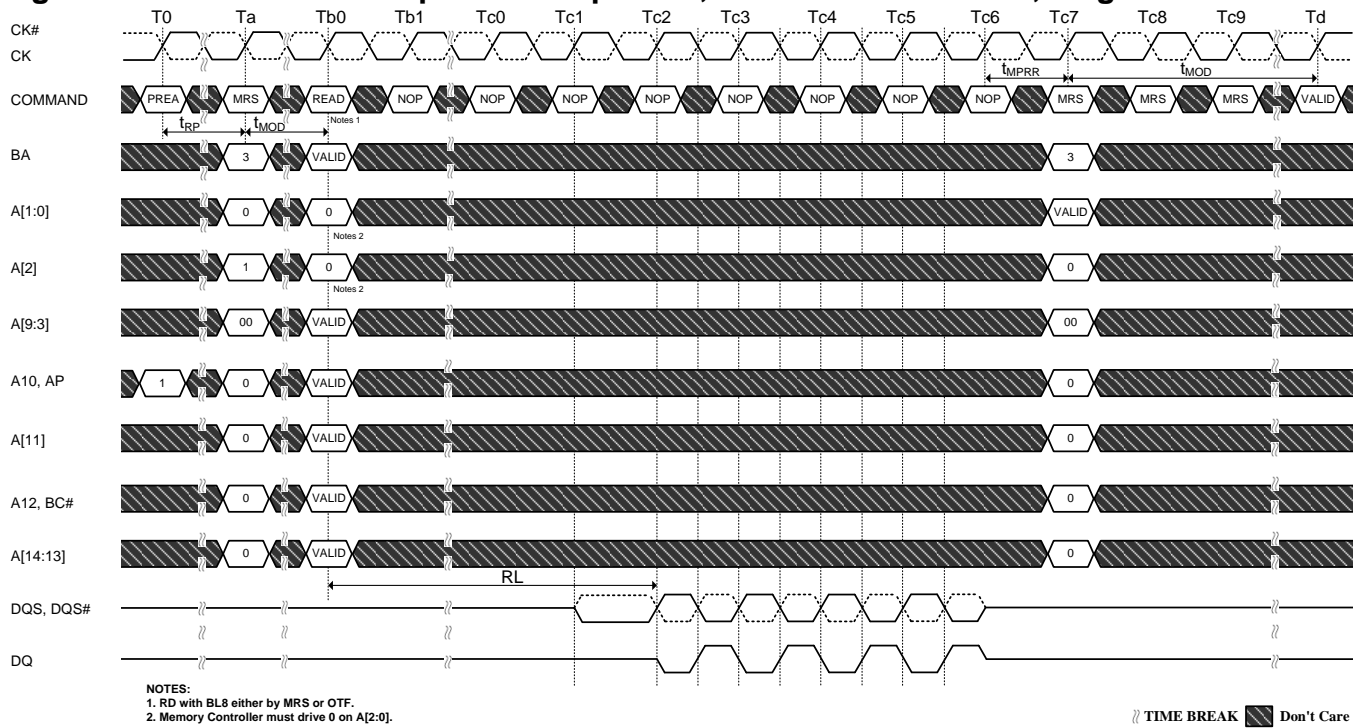 T0 Ta Tb0 Tb1 Tc0 Tc1 Tc2 Tc3 Tc4 Tc5 Tc6 Tc7 Tc8 Tc9 Td
CK#
CK
tMPRR tMOD
COMMAND PREA MRS READ NOP NOP NOP NOP NOP NOP NOP NOP MRS MRS MRS VALID
Notes 1
tRP tMOD
BA 3 VALID 3
A[1:0] 0 0 VALID
Notes 2
A[2] 1 0 0
Notes 2
A[9:3] 00 VALID 00
A10, AP 1 0 VALID 0
A[11] 0 VALID 0
A12, BC# 0 VALID 0
A[14:13] 0 VALID 0
RL
DQS, DQS#
DQ
NOTES:
1. RD with BL8 either by MRS or OTF.
2. Memory Controller must drive 0 on A[2:0].
TIME BREAK Don't Care